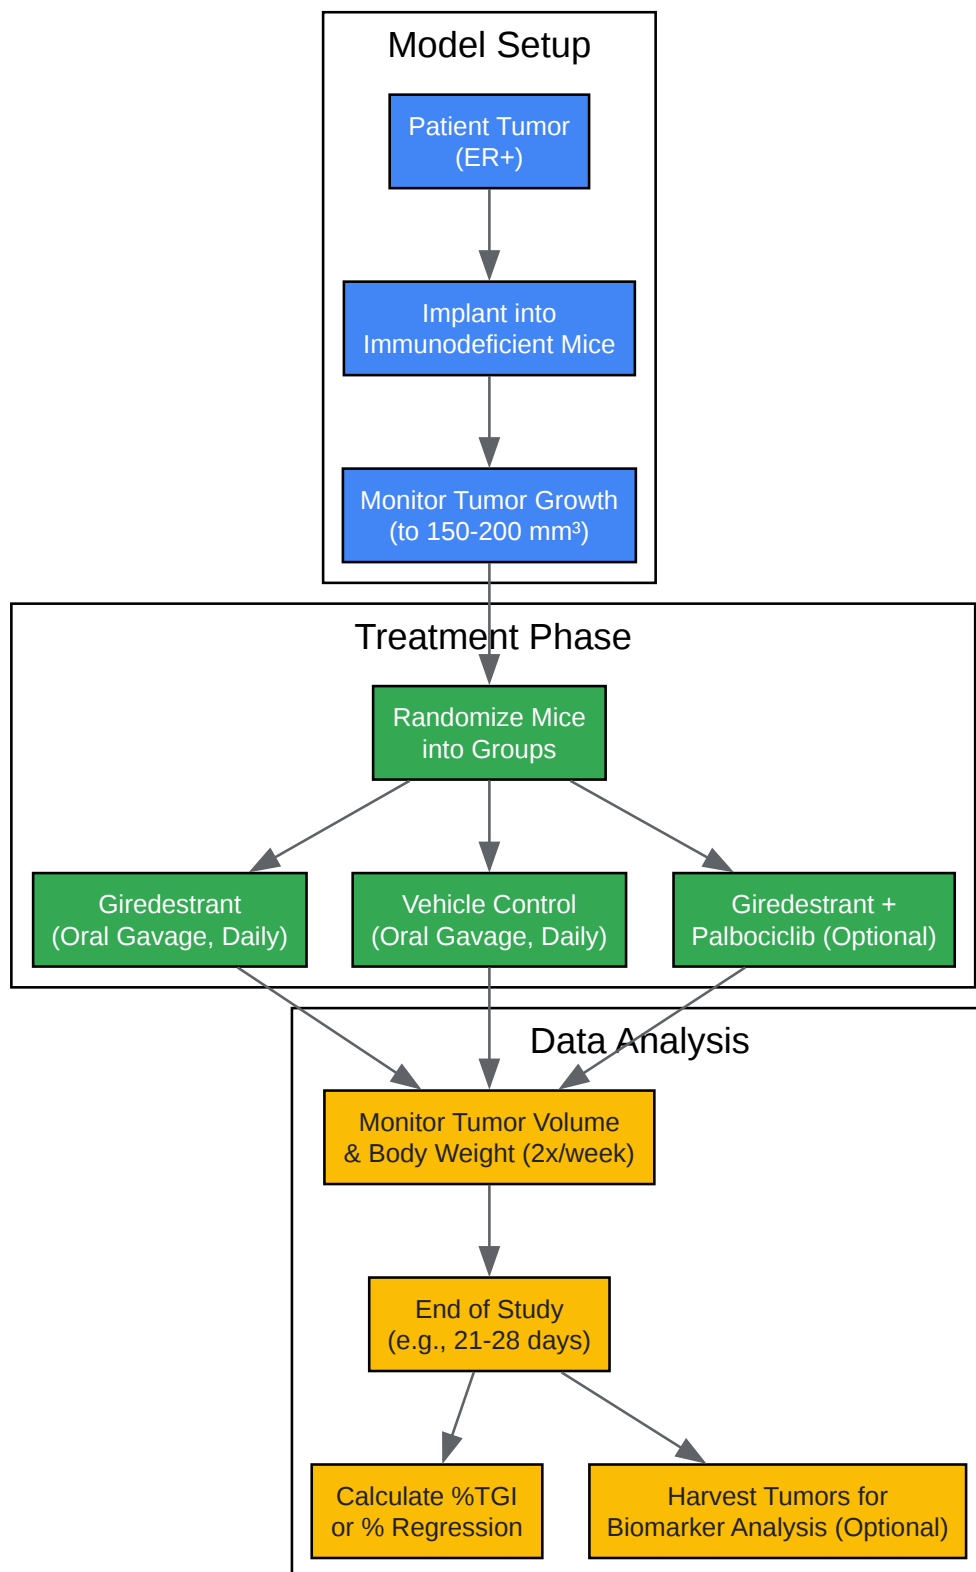 Model Setup
Patient Tumor
(ER+)
Implant into
Immunodeficient Mice
Monitor Tumor Growth
(to 150-200 mm³)
Treatment Phase
Randomize Mice
into Groups
Giredestrant
(Oral Gavage, Daily)
Vehicle Control
(Oral Gavage, Daily)
Giredestrant +
Palbociclib (Optional)
Data Analysis
Monitor Tumor Volume
& Body Weight (2x/week)
End of Study
(e.g., 21-28 days)
Calculate %TGI
or % Regression
Harvest Tumors for
Biomarker Analysis (Optional)